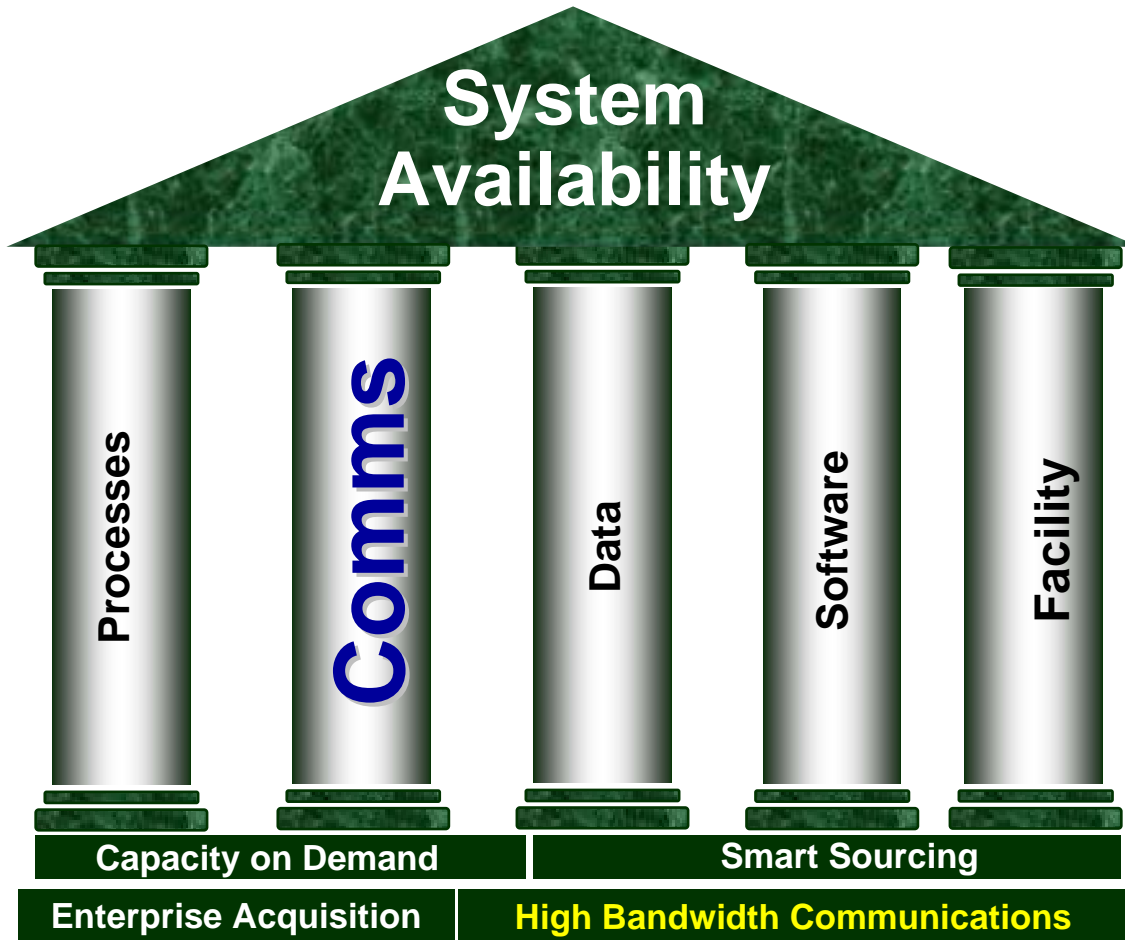 System
Availability
Processes
Comms
Data
Software
Facility
Capacity on Demand
Smart Sourcing
Enterprise Acquisition
High Bandwidth Communications